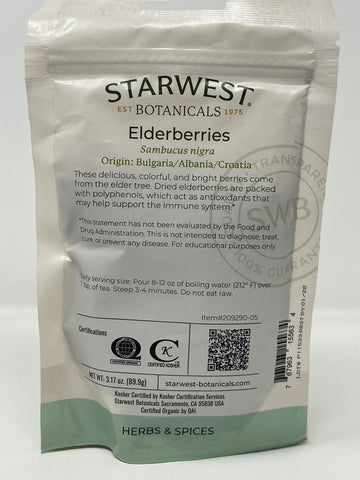 STARWEST®
EST BOTANICALS 1975
Elderberries
Sambucus nigra
Origin: Bulgaria/Albania/Croatia
These delicious, colorful, and bright berries come
from the elder tree. Dried elderberries are packed
with polyphenols, which act as antioxidants that
may help support the immune system.*
*This statement has not been evaluated by the Food and
Drug Administration. This is not intended to diagnose, treat,
cure, or prevent any disease. For educational purposes only.
TRANSPARENCY
SWB
100% GUARANTEE
Daily serving size: Pour 8-12 oz of boiling water (212° F) over
1 tsp. of tea. Steep 3-4 minutes. Do not eat raw.
Item#209290-05
Certifications
CERTIFIED KOSHER
NET WT. 3.17 oz. (89.9g)
starwest-botanicals.com
7 67963 15563 4
Kosher Certified by Kosher Certification Services
Starwest Botanicals Sacramento, CA 95838 USA
Certified Organic by QAI.
HERBS & SPICES